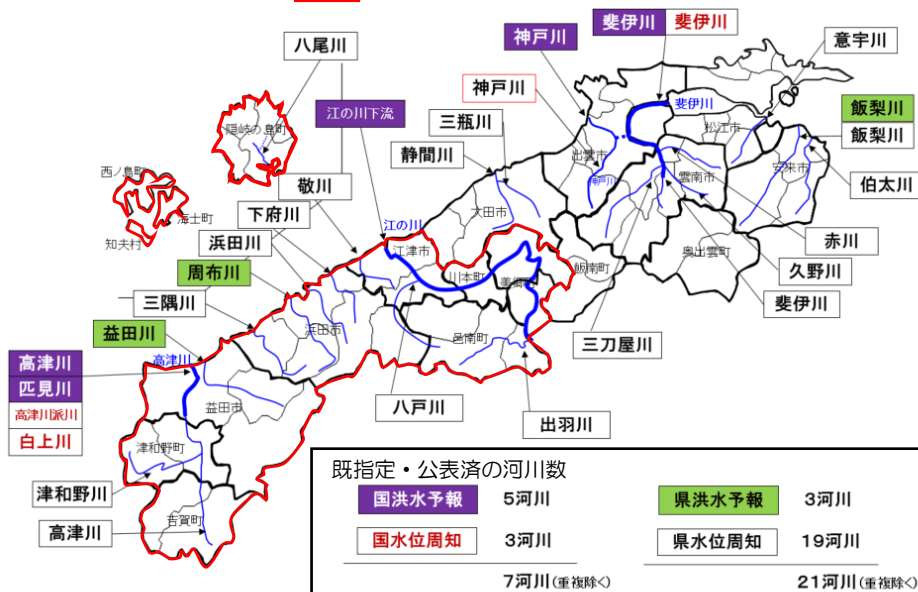 神戸川
斐伊川 斐伊川
意宇川
八尾川
神戸川
江の川下流
斐伊川
飯梨川
飯梨川
三瓶川
松江市
隠岐の島町
静間川
出雲市
安来市
西ノ島町
敬川
神戸川
雲南市
伯太川
海士町
下府川
大田市
知夫村
浜田川
江の川
江津市
赤川
周布川
川本町
美郷町
飯南町
奥出雲町
久野川
三隅川
斐伊川
浜田市
益田川
邑南町
三刀屋川
高津川
高津川
匹見川
益田市
八戸川
出羽川
高津川派川
白上川
津和野町
津和野川
吉賀町
高津川
既指定・公表済の河川数
国洪水予報 5河川
県洪水予報 3河川
国水位周知 3河川
県水位周知 19河川
7河川(重複除く)
21河川(重複除く)